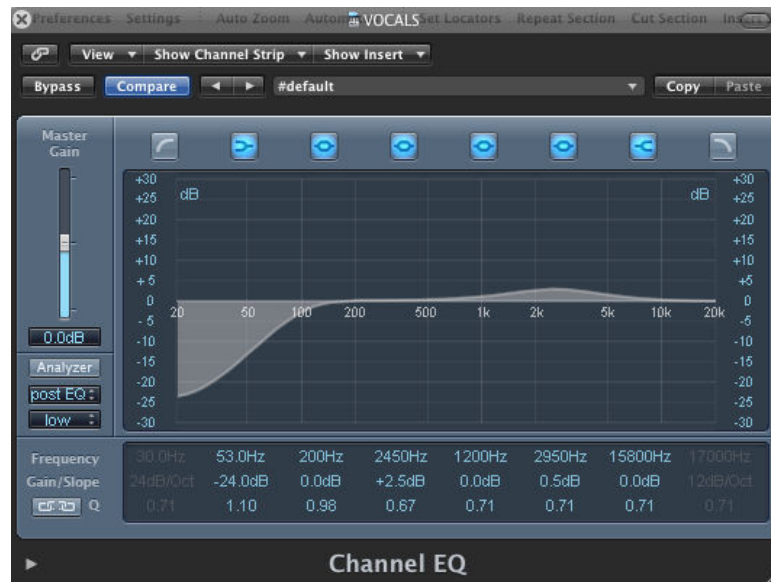 Preferences Settings Auto Zoom Autom VOCALS Set Locators Repeat Section Cut Section
View Show Channel Strip Show Insert
Bypass Compare #default Copy Paste
Master
Gain
+30 +30
+25 dB dB +25
+20 +20
+15 +15
+10 +10
+5 +5
0 0
20 50 100 200 500 1k 2k 5k 10k 20k
-5 -5
0.0dB
-10 -10
Analyzer
-15 -15
post EQ
-20 -20
-25 -25
low
-30 -30
Frequency 30.0Hz 53.0Hz 200Hz 2450Hz 1200Hz 2950Hz 15800Hz 17000Hz
Gain/Slope 24dB/Oct -24.0dB 0.0dB +2.5dB 0.0dB 0.5dB 0.0dB 12dB/Oct
Q 0.71 1.10 0.98 0.67 0.71 0.71 0.71 0.71
Channel EQ